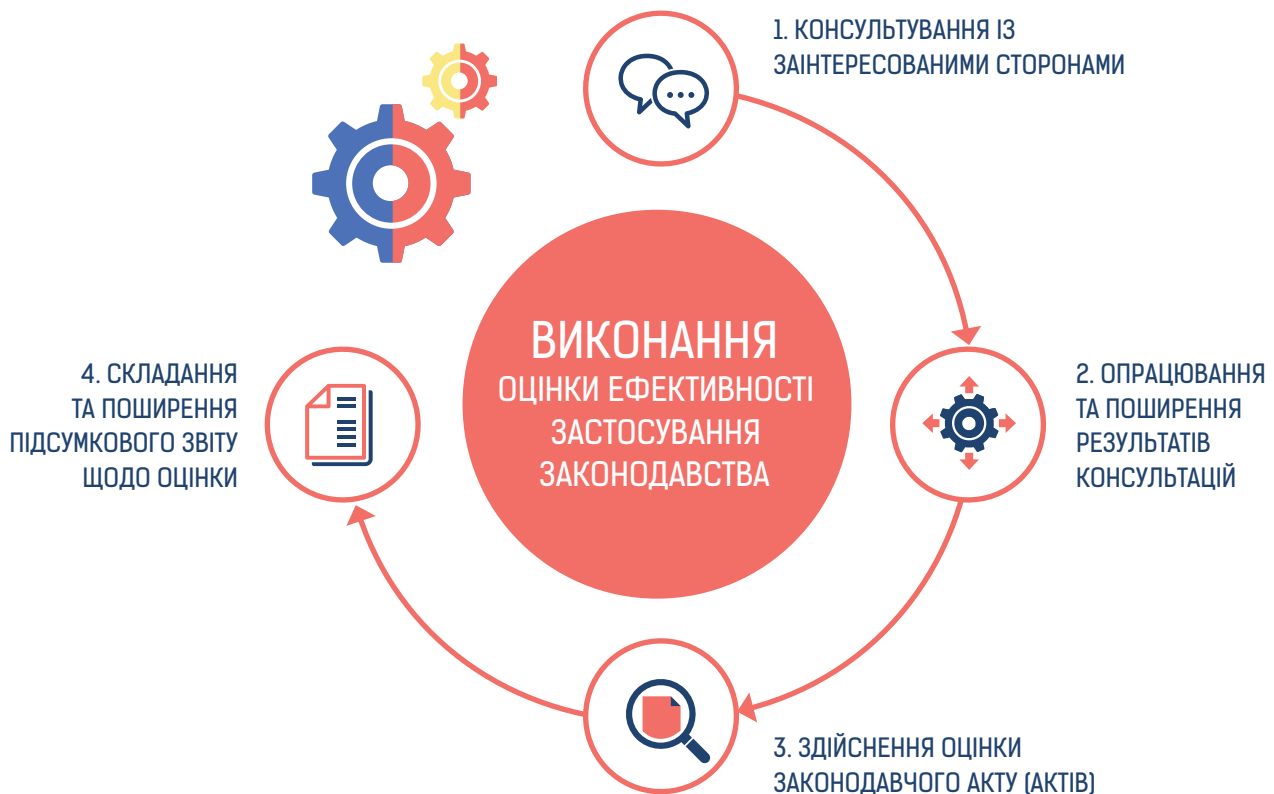 1. КОНСУЛЬТУВАННЯ ІЗ
ЗАІНТЕРЕСОВАНИМИ СТОРОНАМИ
ВИКОНАННЯ
ОЦІНКИ ЕФЕКТИВНОСТІ
ЗАСТОСУВАННЯ
ЗАКОНОДАВСТВА
2. ОПРАЦЮВАННЯ
ТА ПОШИРЕННЯ
РЕЗУЛЬТАТІВ
КОНСУЛЬТАЦІЙ
3. ЗДІЙСНЕННЯ ОЦІНКИ
ЗАКОНОДАВЧОГО АКТУ (АКТІВ)
4. СКЛАДАННЯ
ТА ПОШИРЕННЯ
ПІДСУМКОВОГО ЗВІТУ
ЩОДО ОЦІНКИ